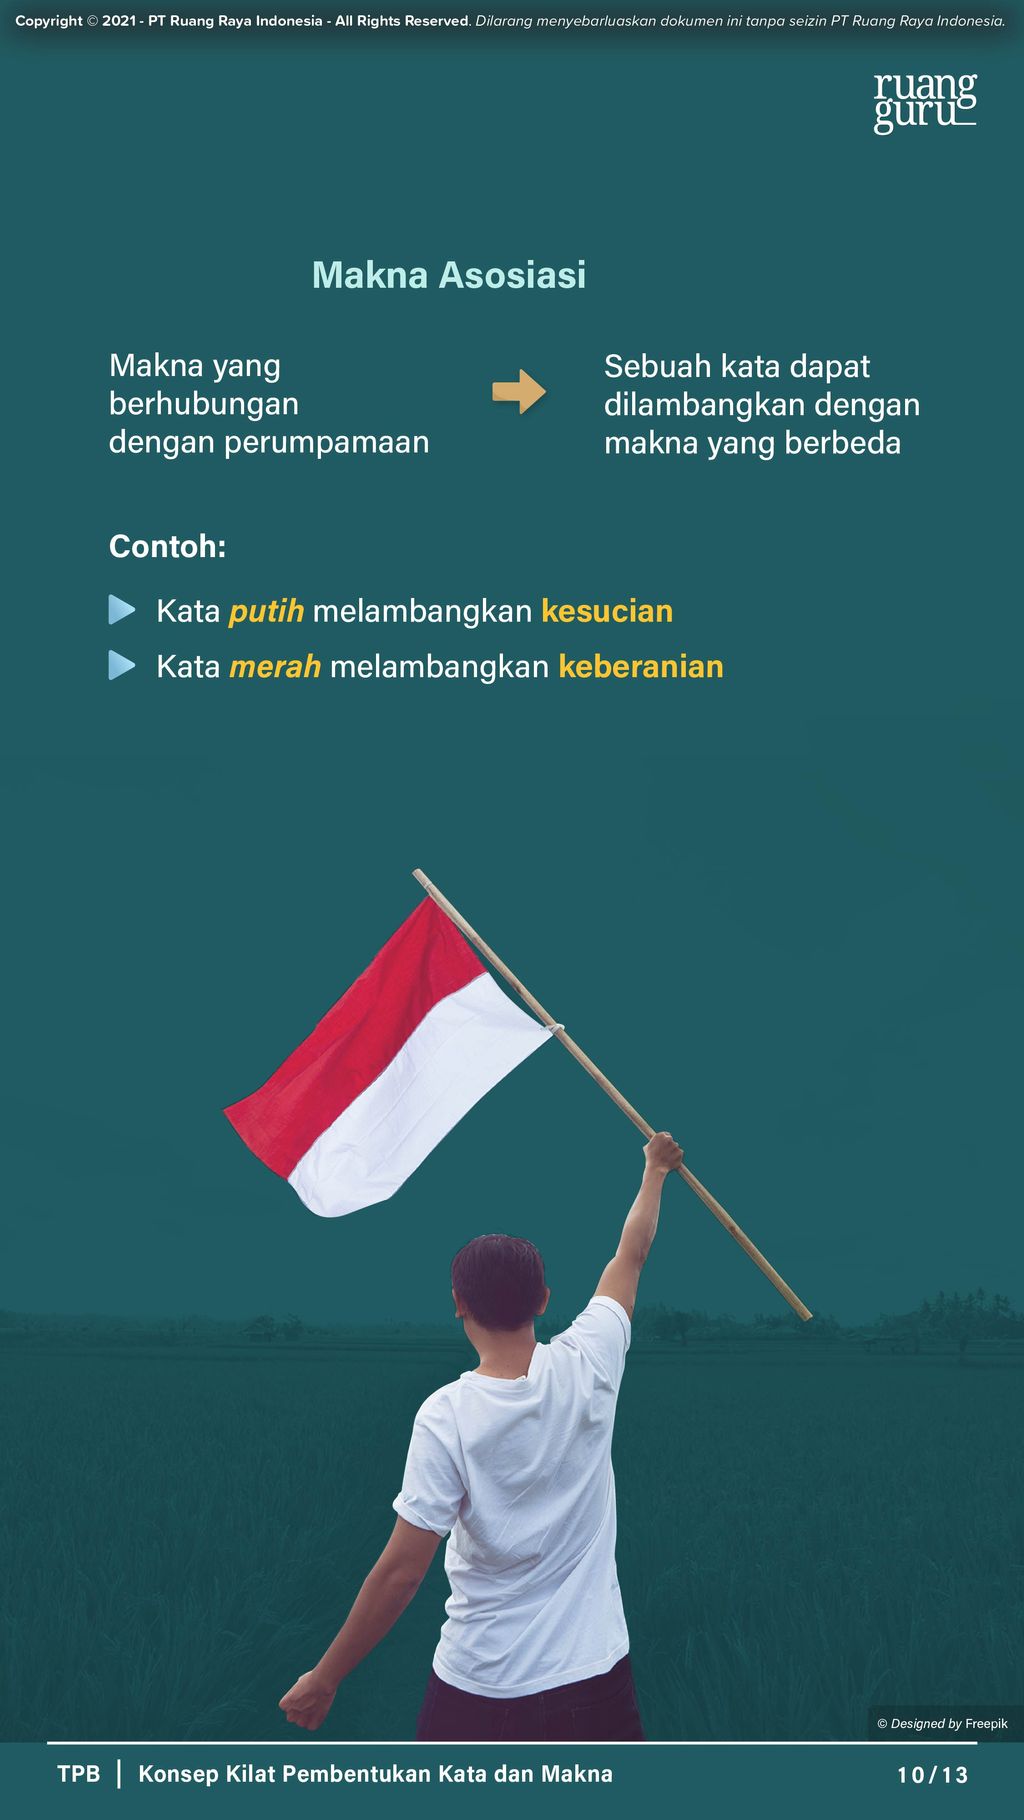 Copyright © 2021 - PT Ruang Raya Indonesia - All Rights Reserved. Dilarang menyebarluaskan dokumen ini tanpa seizin PT Ruang Raya Indonesia.
ruang
guru
Makna Asosiasi
Makna yang
berhubungan
dengan perumpamaan
Sebuah kata dapat
dilambangkan dengan
makna yang berbeda
Contoh:
Kata putih melambangkan kesucian
Kata merah melambangkan keberanian
© Designed by Freepik
TPB | Konsep Kilat Pembentukan Kata dan Makna
10/13